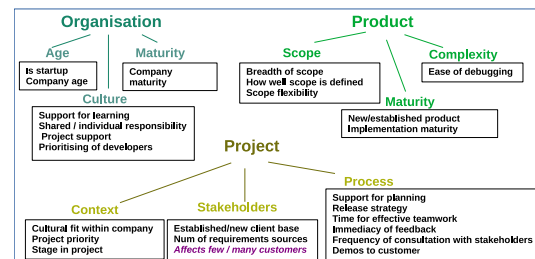 Organisation
Age
Is startup
Company age
Maturity
Company
maturity
Culture
Support for learning
Shared / individual responsibility
Project support
Prioritising of developers
Product
Scope
Breadth of scope
How well scope is defined
Scope flexibility
Complexity
Ease of debugging
Maturity
New/established product
Implementation maturity
Project
Context
Cultural fit within company
Project priority
Stage in project
Stakeholders
Established/new client base
Num of requirements sources
Affects few / many customers
Process
Support for planning
Release strategy
Time for effective teamwork
Immediacy of feedback
Frequency of consultation with stakeholders
Demos to customer